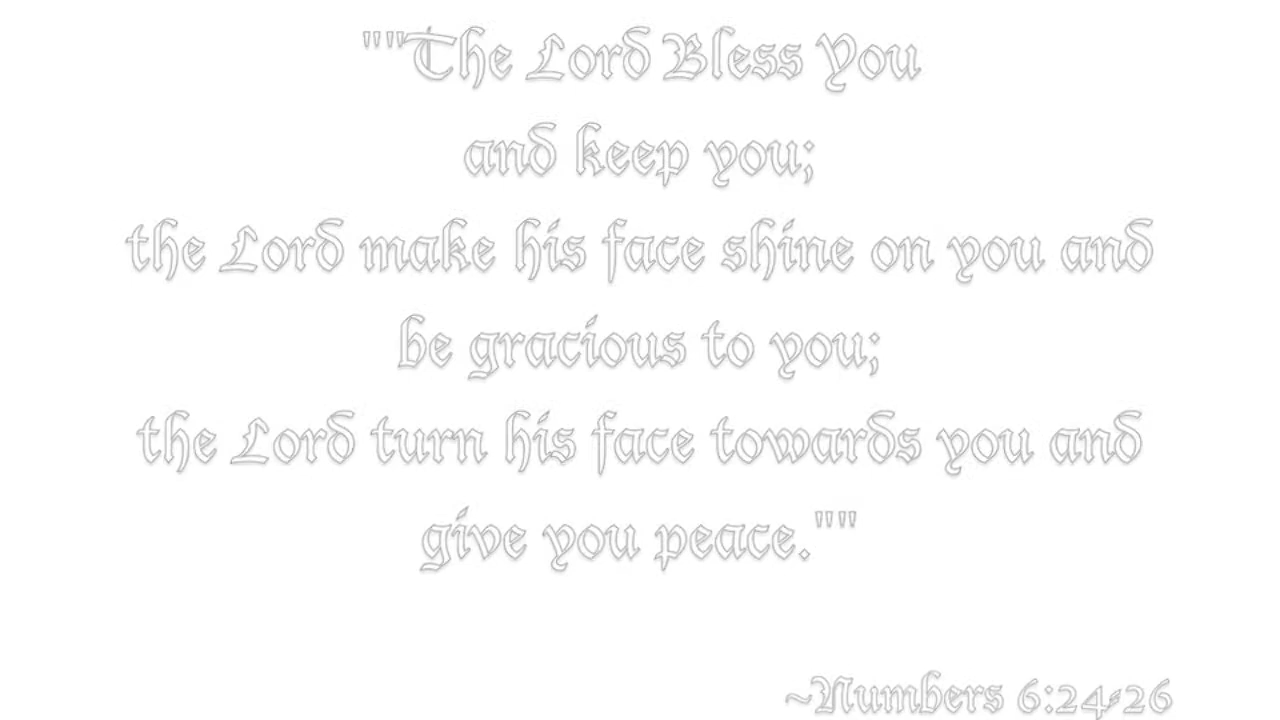 ""The Lord Bless You
and keep you;
the Lord make his face shine on you and
be gracious to you;
the Lord turn his face towards you and
give you peace.""
~Numbers 6:24-26